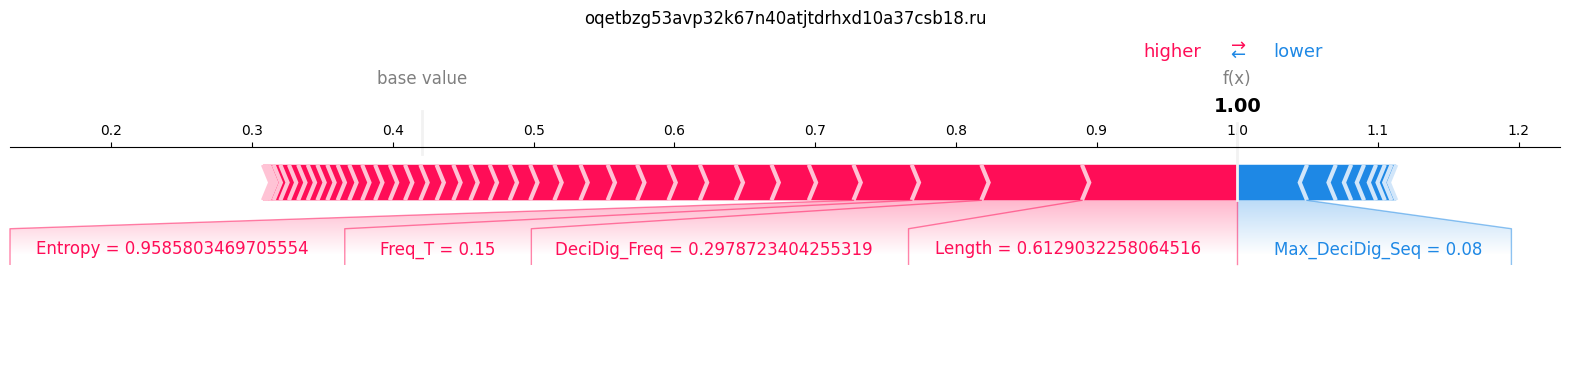 oqetbzg53avp32k67n40atjtdrhxd10a37csb18.ru
higher → ← lower
base value f(x)
1.00
0.2 0.3 0.4 0.5 0.6 0.7 0.8 0.9 1.0 1.1 1.2
Entropy = 0.9585803469705554 Freq_T = 0.15 DeciDig_Freq = 0.2978723404255319 Length = 0.6129032258064516 Max_DeciDig_Seq = 0.08